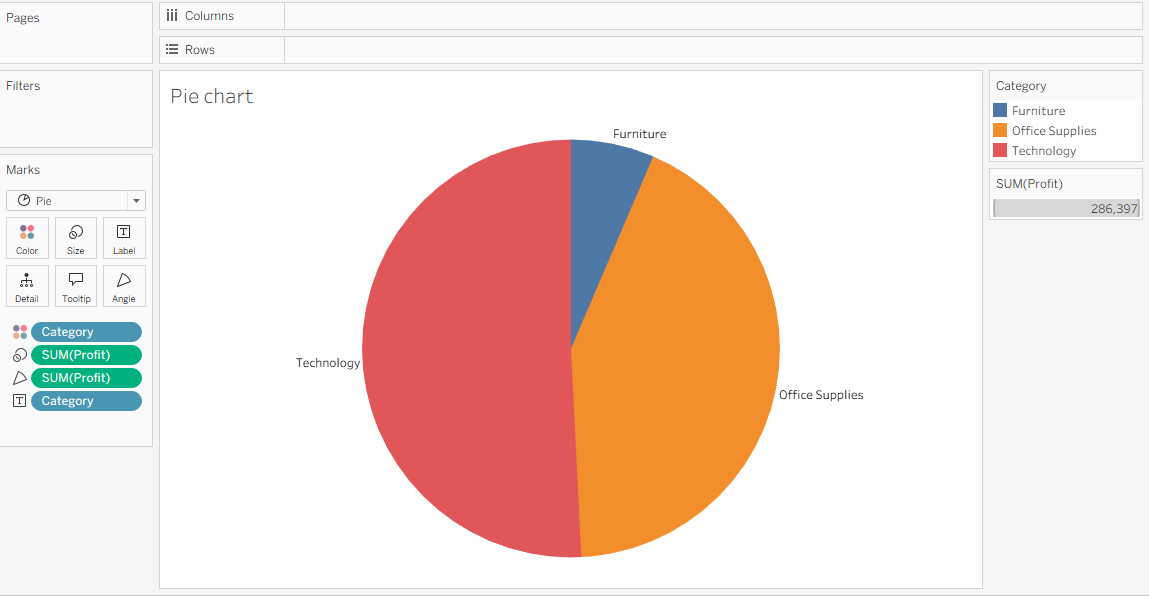 Pages
Columns
Rows
Filters
Marks
Pie
Color
Size
Label
Detail
Tooltip
Angle
Category
SUM(Profit)
SUM(Profit)
Category
Pie chart
Furniture
Technology
Office Supplies
Category
Furniture
Office Supplies
Technology
SUM(Profit)
286,397